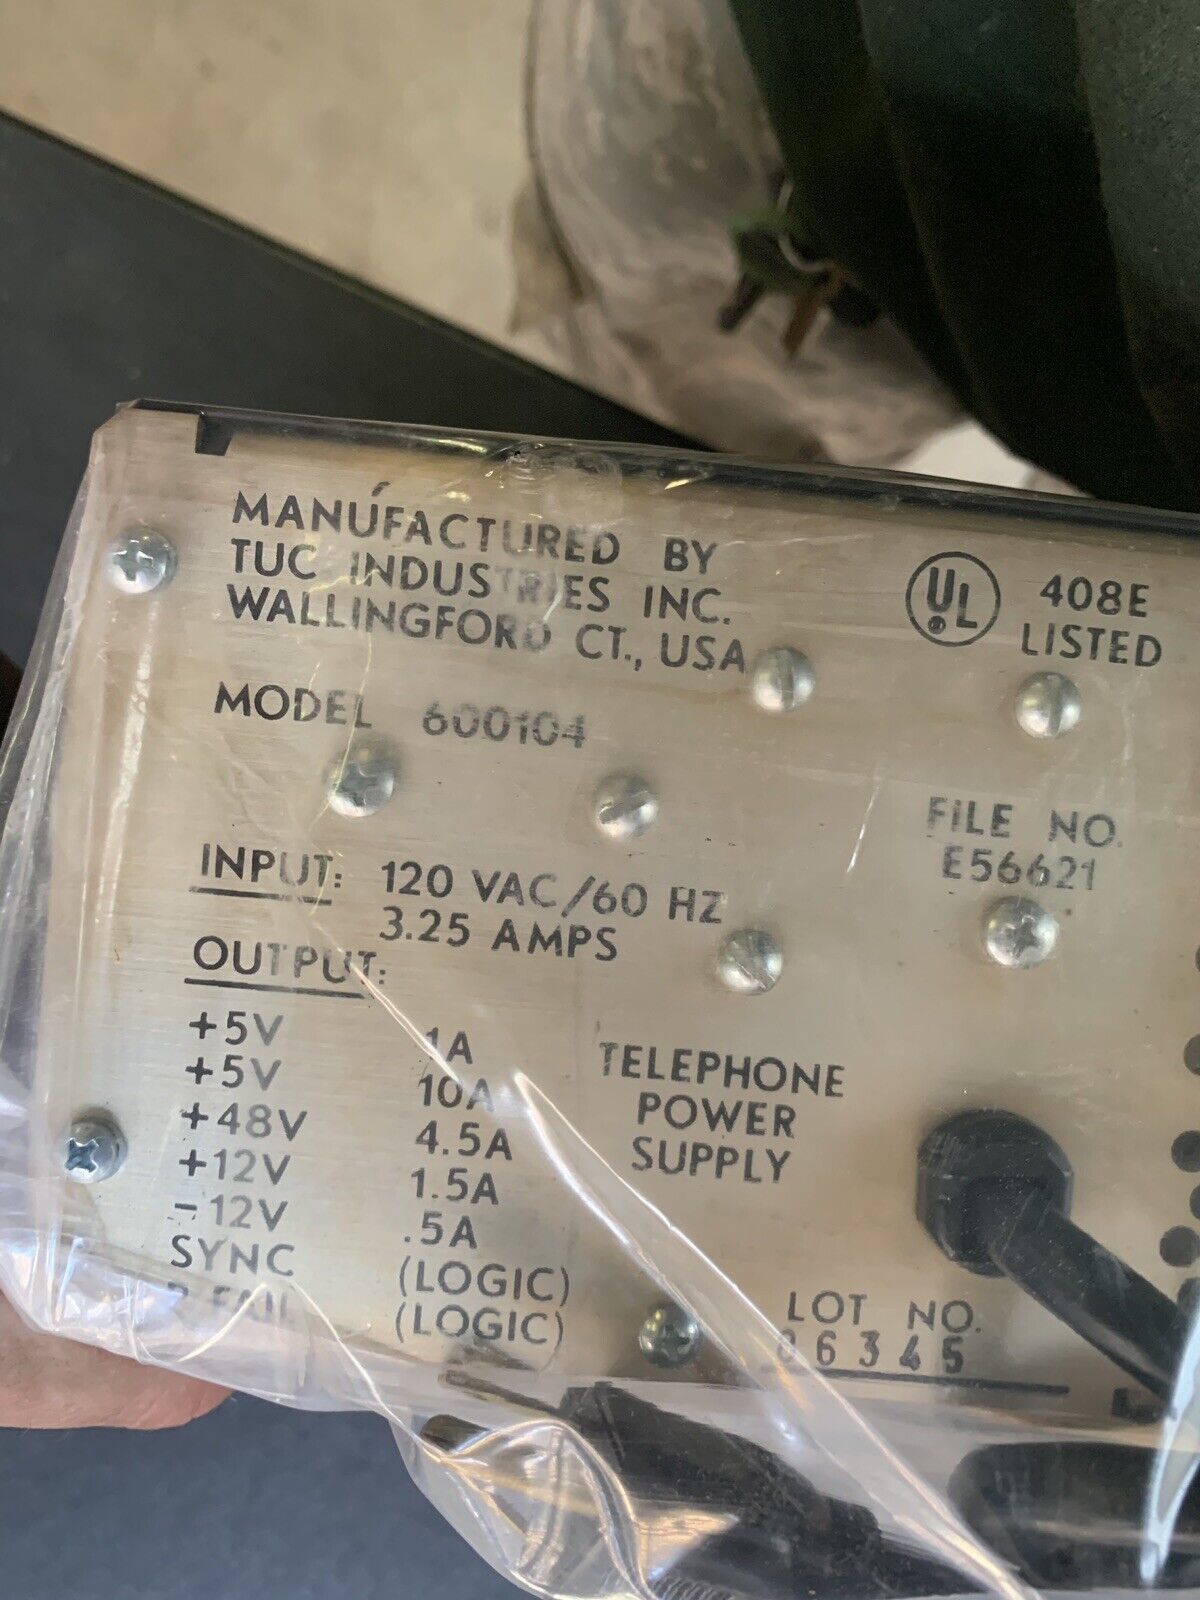 MANUFACTURED BY
TUC INDUSTRIES INC.
WALLINGFORD CT., USA
UL
®
408E
LISTED
MODEL 600104
FILE NO.
E56621
INPUT: 120 VAC/60 HZ
3.25 AMPS
OUTPUT:
+5V 1A
+5V 10A
+48V 4.5A
+12V 1.5A
-12V .5A
SYNC (LOGIC)
FAIL (LOGIC)
TELEPHONE
POWER
SUPPLY
LOT NO.
06345